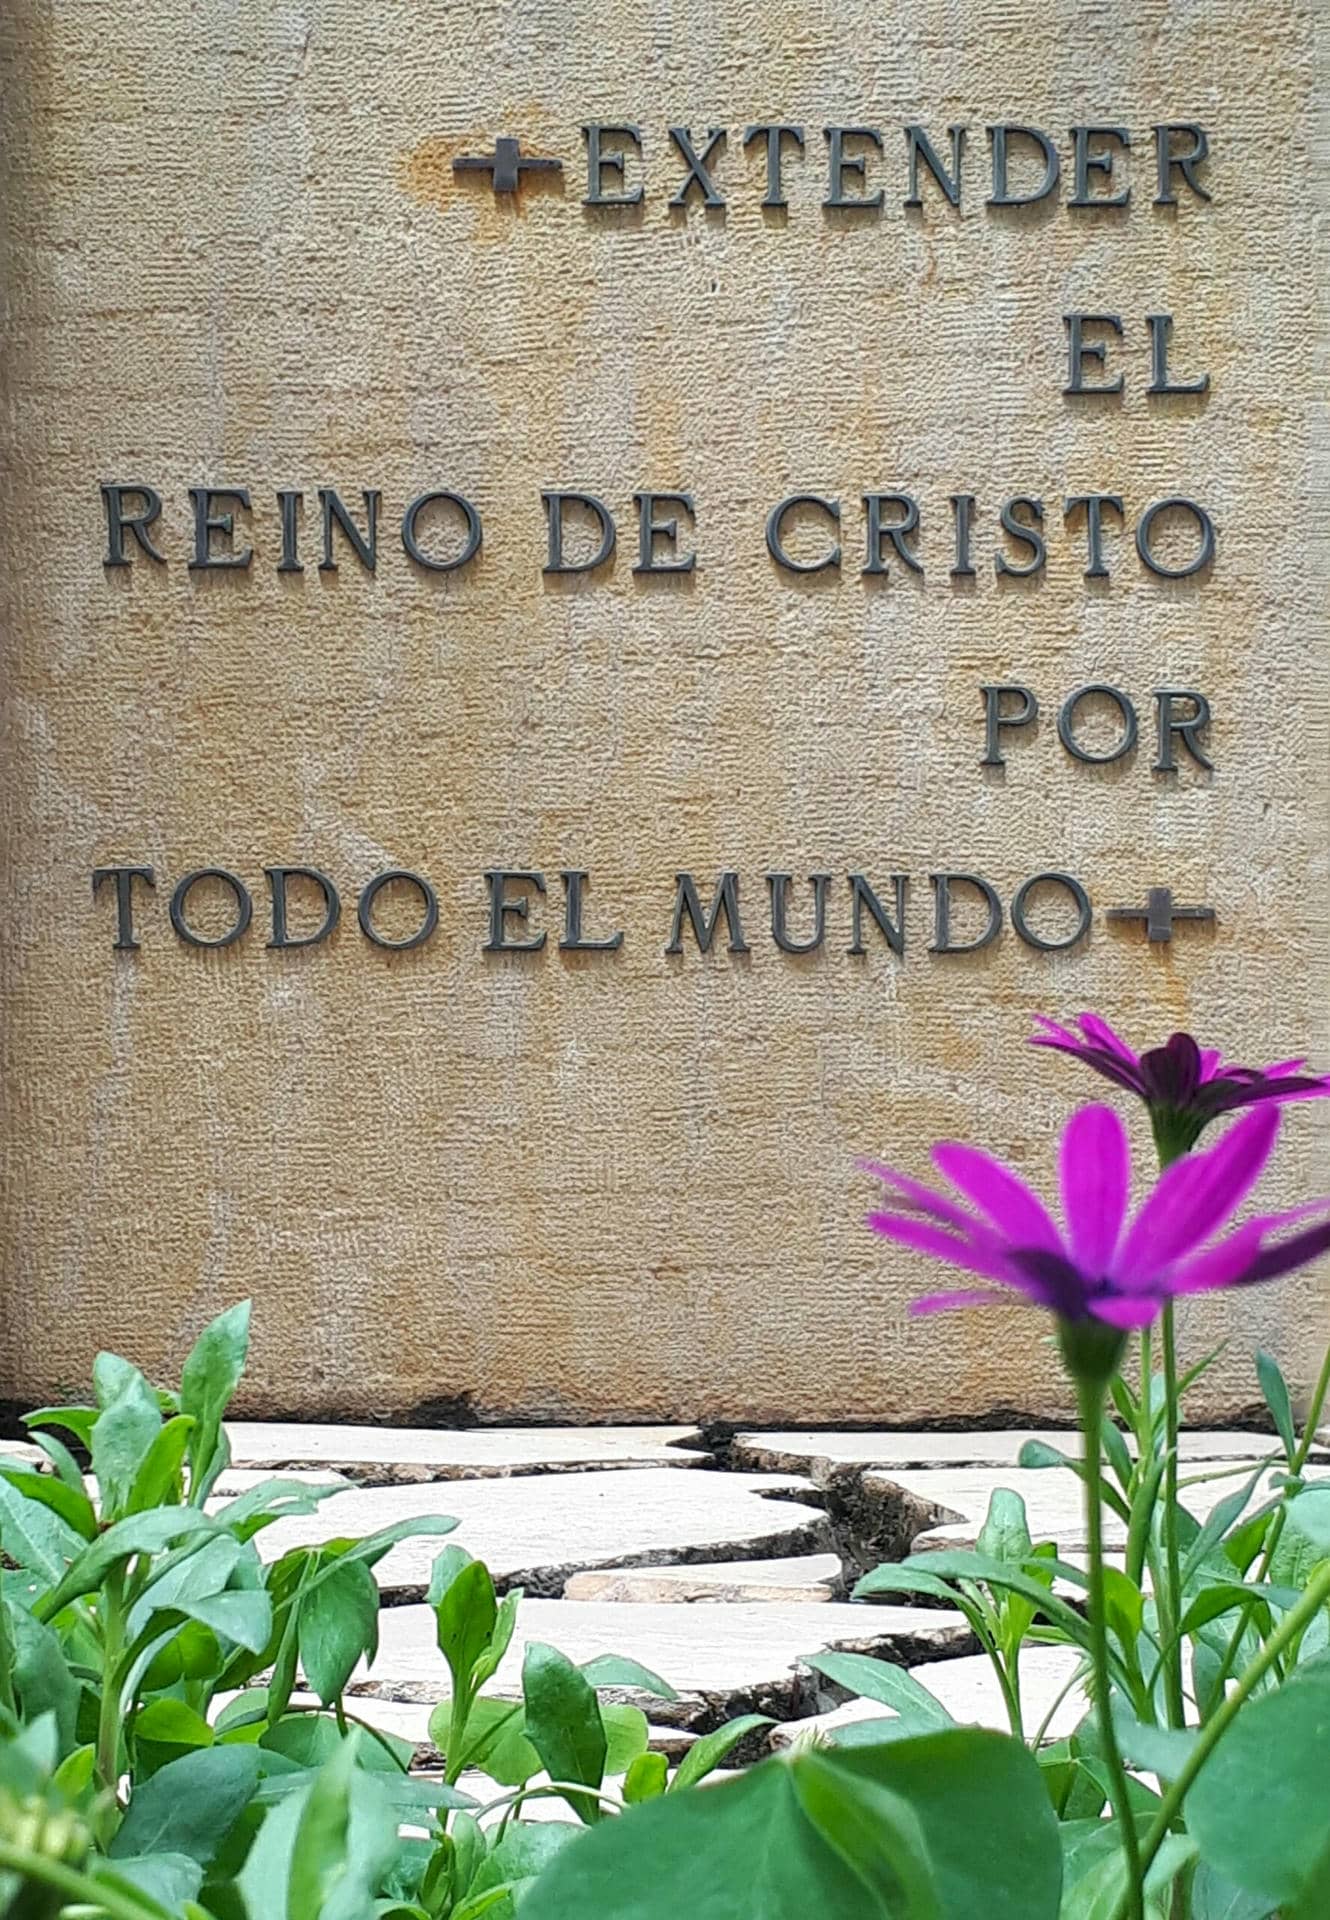 +EXTENDER
EL
REINO DE CRISTO
POR
TODO EL MUNDO+